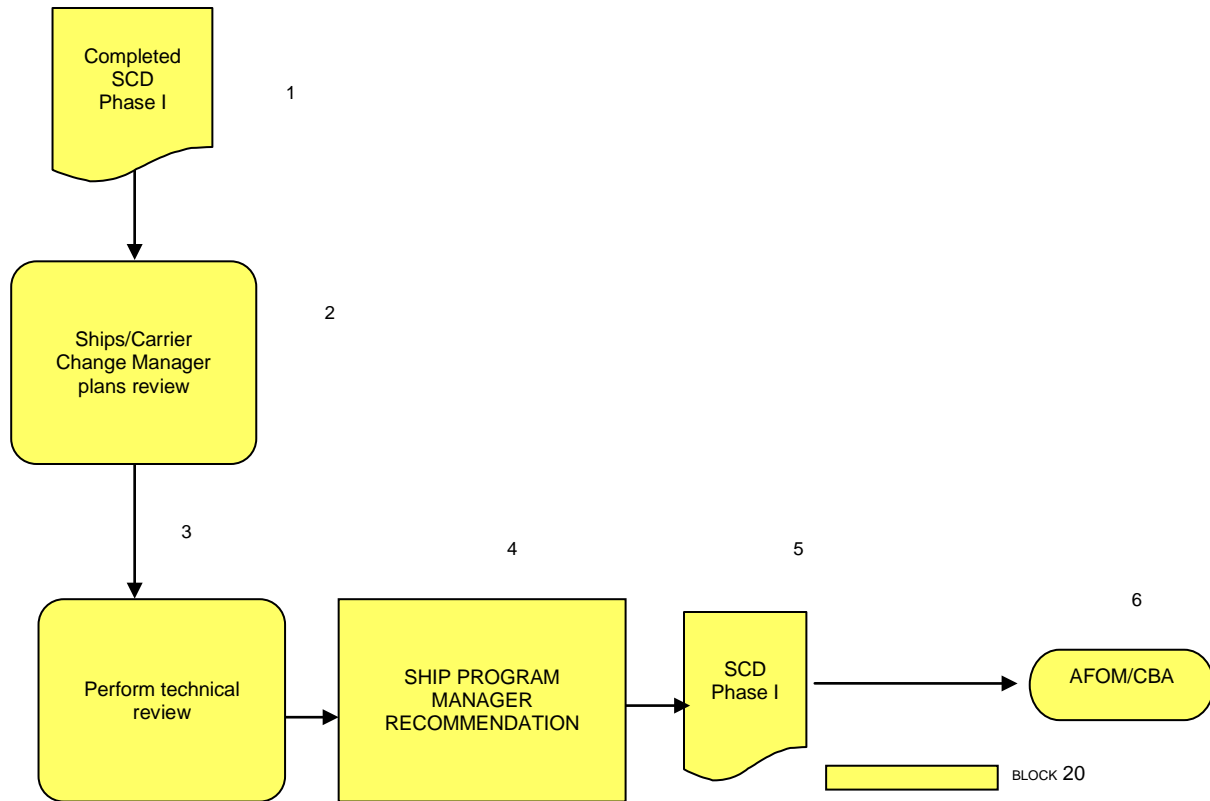 Completed
SCD
Phase I
1
Ships/Carrier
Change Manager
plans review
2
3
Perform technical
review
4
SHIP PROGRAM
MANAGER
RECOMMENDATION
5
SCD
Phase I
6
AFOM/CBA
BLOCK 20